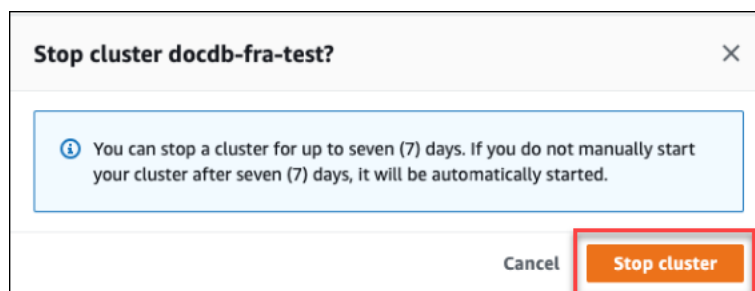 Stop cluster docdb-fra-test?
You can stop a cluster for up to seven (7) days. If you do not manually start
your cluster after seven (7) days, it will be automatically started.
Cancel
Stop cluster